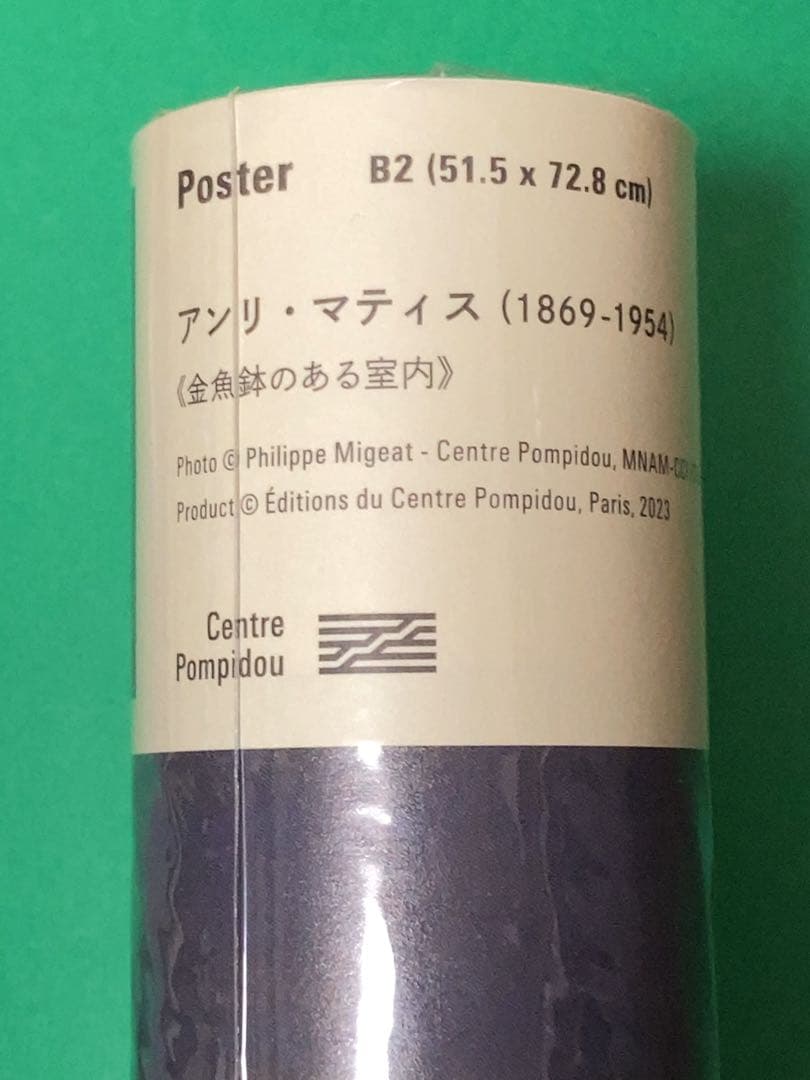 Poster B2 (51.5 x 72.8 cm)
アンリ・マティス (1869-1954)
《金魚鉢のある室内》
Photo © Philippe Migeat - Centre Pompidou,
Product © Éditions du Centre Pompidou, Paris, 2023
Centre
Pompidou